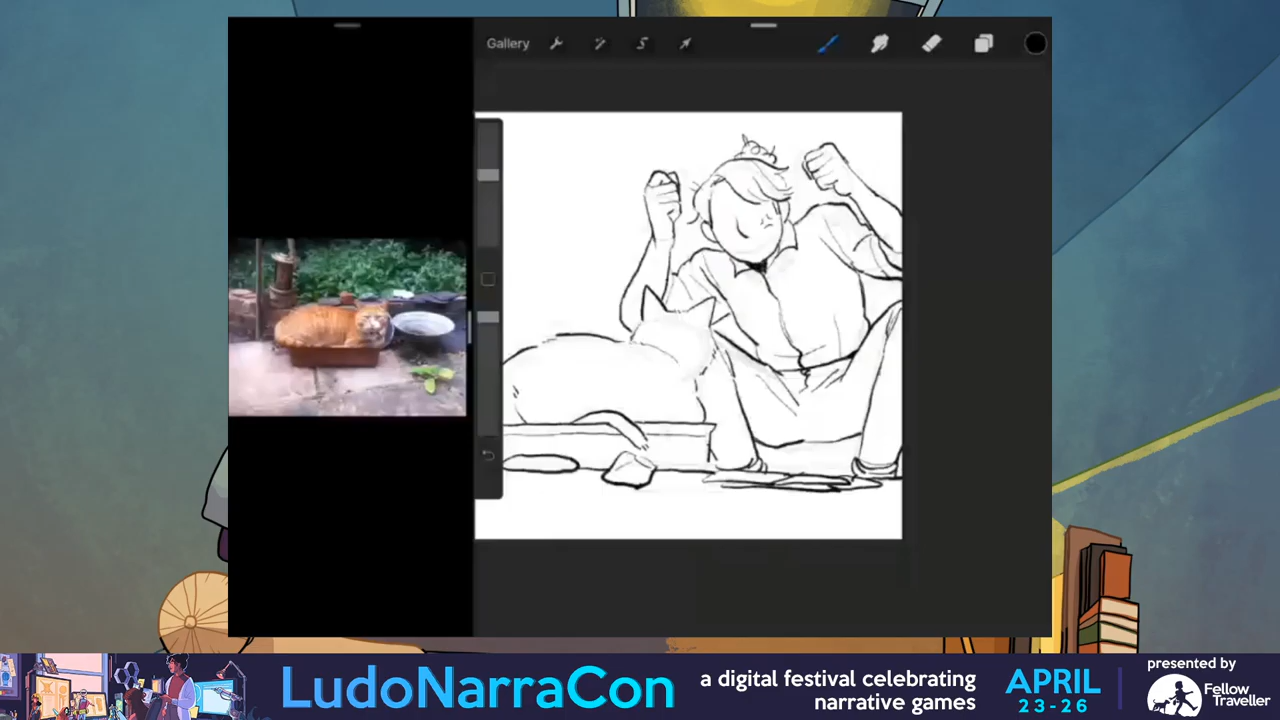 Gallery
LudoNarraCon
a digital festival celebrating
narrative games
APRIL
23-26
presented by
Fellow
Traveller